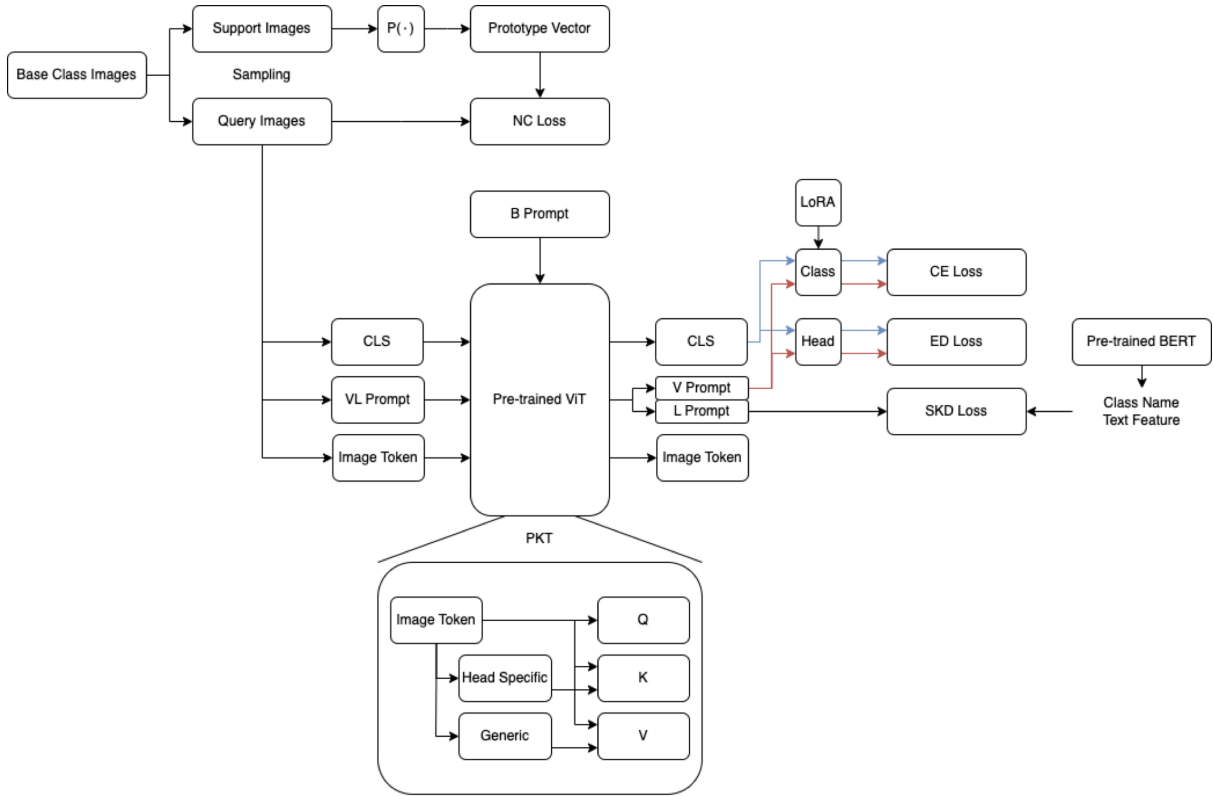 Support Images
P(·)
Prototype Vector
Base Class Images
Sampling
Query Images
NC Loss
B Prompt
LoRA
Class
CE Loss
CLS
CLS
Head
ED Loss
Pre-trained BERT
VL Prompt
Pre-trained ViT
V Prompt
L Prompt
SKD Loss
Class Name
Text Feature
Image Token
Image Token
PKT
Image Token
Q
Head Specific
K
Generic
V